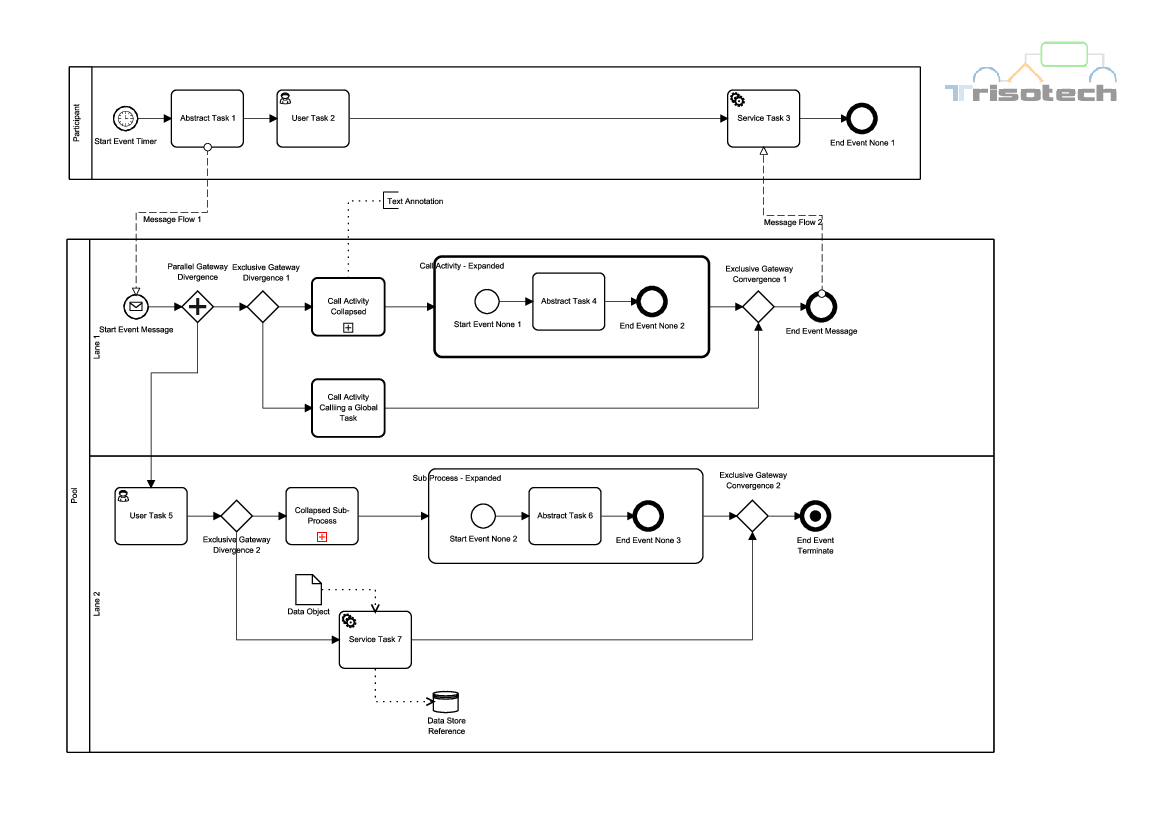 Trisotech
Participant
Start Event Timer
Abstract Task 1
User Task 2
Service Task 3
End Event None 1
Message Flow 1
Text Annotation
Message Flow 2
Pool
Lane 1
Start Event Message
Parallel Gateway
Divergence
Exclusive Gateway
Divergence 1
Call Activity
Collapsed
Call Activity - Expanded
Start Event None 1
Abstract Task 4
End Event None 2
Exclusive Gateway
Convergence 1
End Event Message
Call Activity
Calliing a Global
Task
Lane 2
User Task 5
Exclusive Gateway
Divergence 2
Collapsed Sub-
Process
Sub Process - Expanded
Start Event None 2
Abstract Task 6
End Event None 3
Exclusive Gateway
Convergence 2
End Event
Terminate
Data Object
Service Task 7
Data Store
Reference